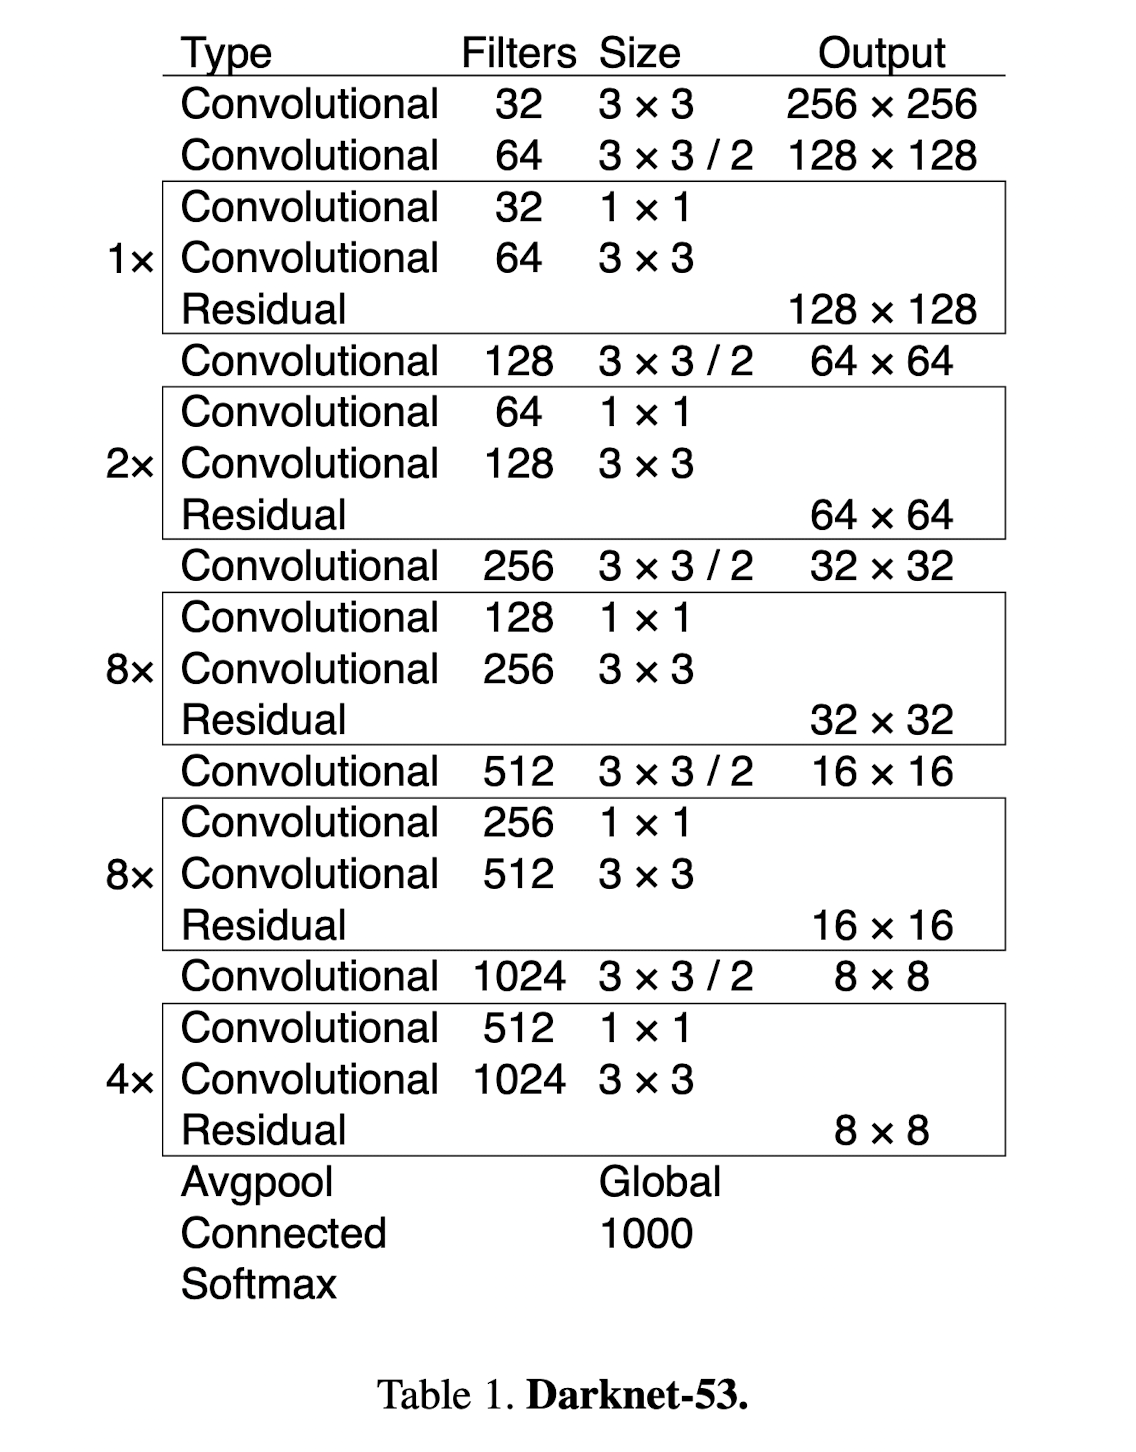 Type Filters Size Output
Convolutional 32 3 × 3 256 × 256
Convolutional 64 3 × 3 / 2 128 × 128
Convolutional 32 1 × 1
1× Convolutional 64 3 × 3
Residual 128 × 128
Convolutional 128 3 × 3 / 2 64 × 64
Convolutional 64 1 × 1
2× Convolutional 128 3 × 3
Residual 64 × 64
Convolutional 256 3 × 3 / 2 32 × 32
Convolutional 128 1 × 1
8× Convolutional 256 3 × 3
Residual 32 × 32
Convolutional 512 3 × 3 / 2 16 × 16
Convolutional 256 1 × 1
8× Convolutional 512 3 × 3
Residual 16 × 16
Convolutional 1024 3 × 3 / 2 8 × 8
Convolutional 512 1 × 1
4× Convolutional 1024 3 × 3
Residual 8 × 8
Avgpool Global
Connected 1000
Softmax
Table 1. Darknet-53.